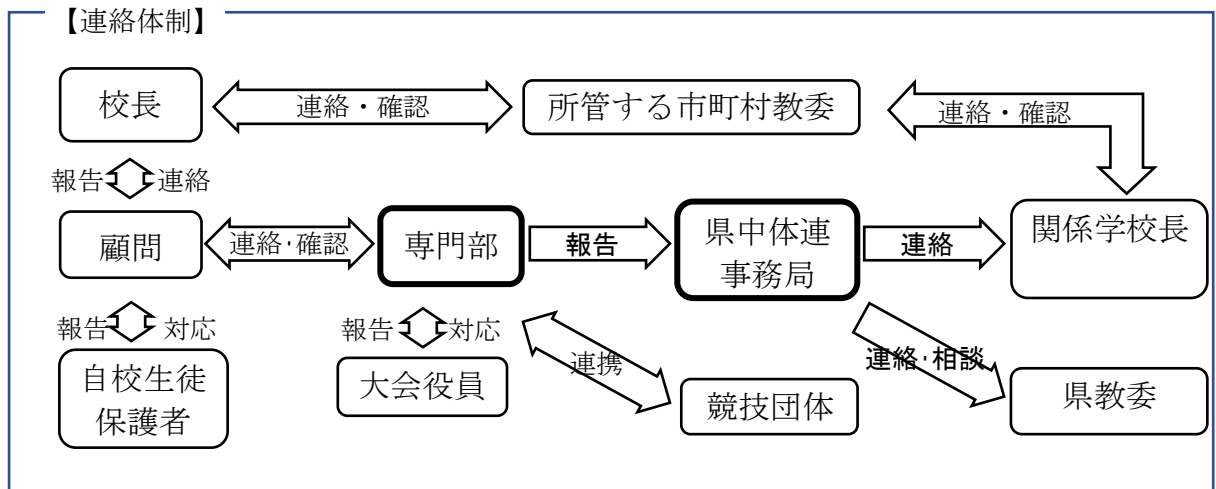 【連絡体制】
校長
連絡・確認
所管する市町村教委
連絡・確認
報告 連絡
顧問
連絡・確認
専門部
報告
県中体連
事務局
連絡
関係学校長
報告 対応
自校生徒
保護者
報告 対応
大会役員
連携
競技団体
連絡・相談
県教委